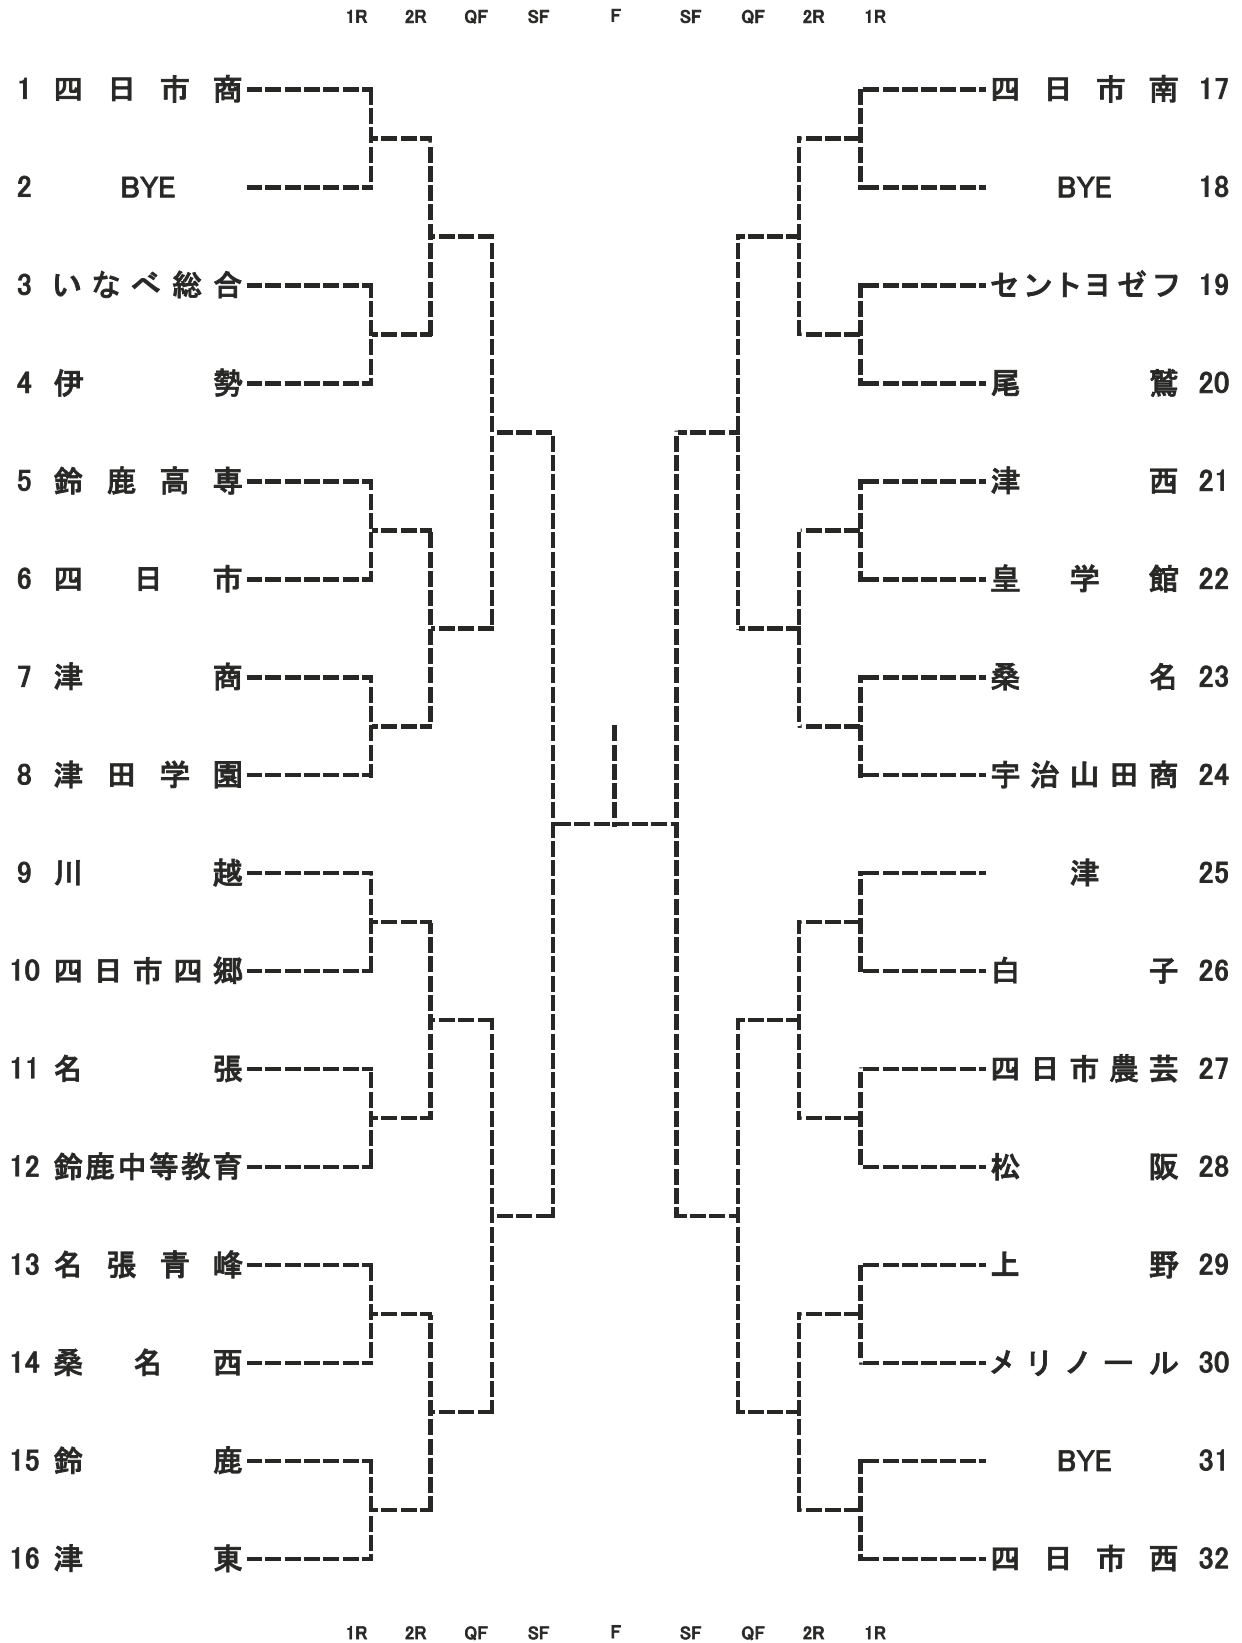 1R 2R QF SF F SF QF 2R 1R
1 四日市商 四日市南 17
2 BYE BYE 18
3 いなべ総合 セントヨゼフ 19
4 伊勢 尾鷲 20
5 鈴鹿高専 津西 21
6 四日市 皇学館 22
7 津商 桑名 23
8 津田学園 宇治山田商 24
9 川越 津 25
10 四日市四郷 白子 26
11 名張 四日市農芸 27
12 鈴鹿中等教育 松阪 28
13 名張青峰 上野 29
14 桑名西 メリノール 30
15 鈴鹿 BYE 31
16 津東 四日市西 32
1R 2R QF SF F SF QF 2R 1R